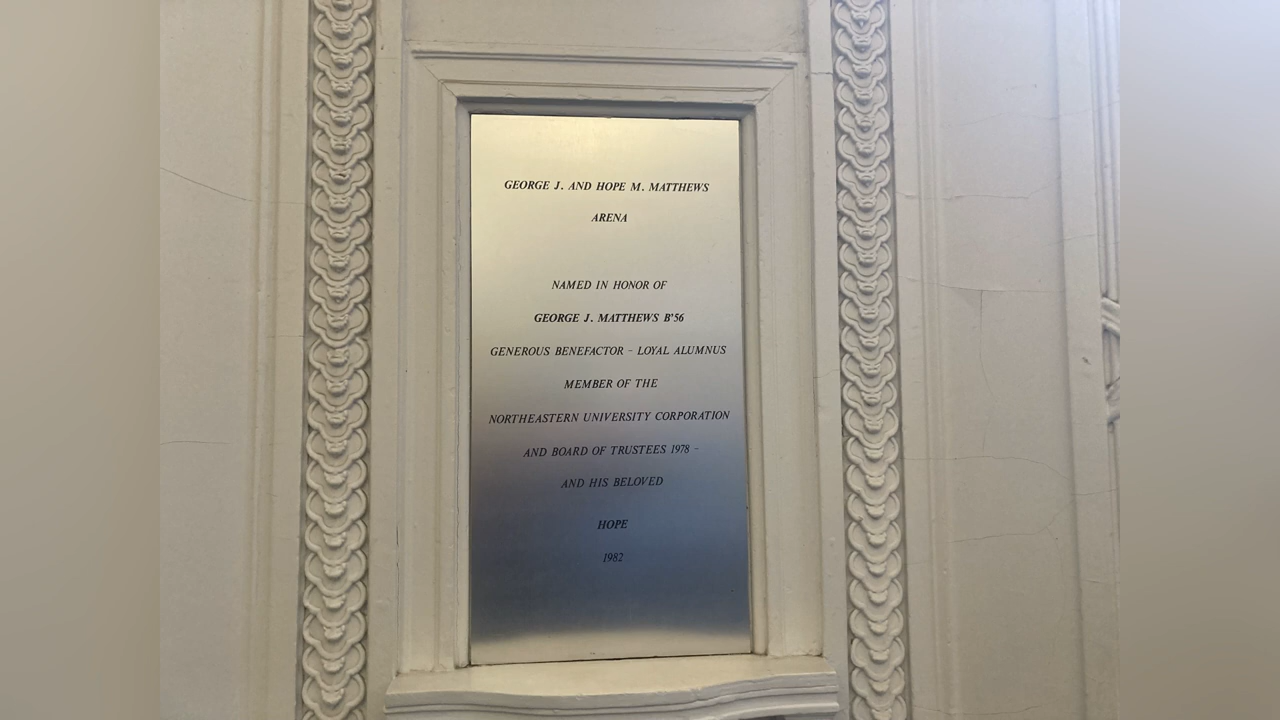 GEORGE J. AND HOPE M. MATTHEWS
ARENA
NAMED IN HONOR OF
GEORGE J. MATTHEWS B'56
GENEROUS BENEFACTOR - LOYAL ALUMNUS
MEMBER OF THE
NORTHEASTERN UNIVERSITY CORPORATION
AND BOARD OF TRUSTEES 1978 -
AND HIS BELOVED
HOPE
1982